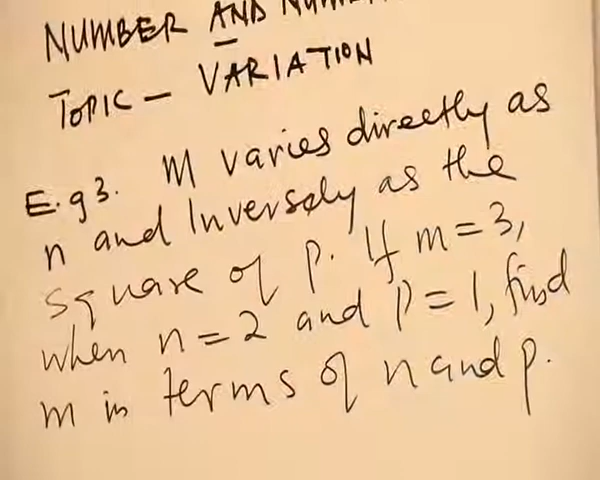 NUMBER AND
TOPIC - VARIATION
E.g 3. M varies directly as
n and Inversely as the
square of p. If m = 3,
when n = 2 and p = 1, find
m in terms of n and p.